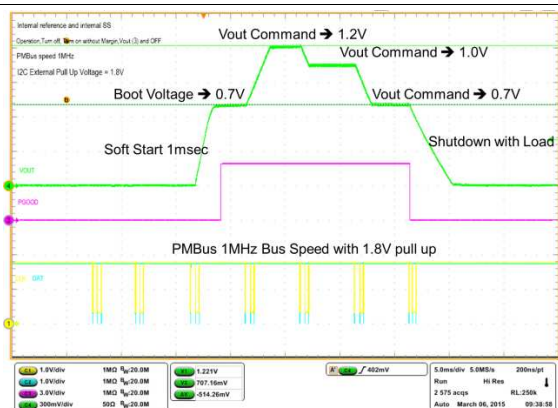 Internal reference and internal SS
Operation,Turn off, Turn on without Margin,Vout (3) and OFF
PMBus speed 1MHz
I2C External Pull Up Voltage = 1.8V
Vout Command → 1.2V
Vout Command → 1.0V
Boot Voltage → 0.7V
Vout Command → 0.7V
Soft Start 1msec
Shutdown with Load
VOUT
PGOOD
PMBus 1MHz Bus Speed with 1.8V pull up
1.8V/div 1MΩ 20.0M
1.8V/div 1MΩ 20.0M
3.0V/div 1MΩ 20.0M
300mV/div 50Ω 20.0M
1.221V
707.16mV
-514.26mV
402mV
5.0ms/div 5.0MS/s 200ns/pt
Run Hi Res
2 575 acqs RL:250k
Auto March 06, 2015 09:38:58